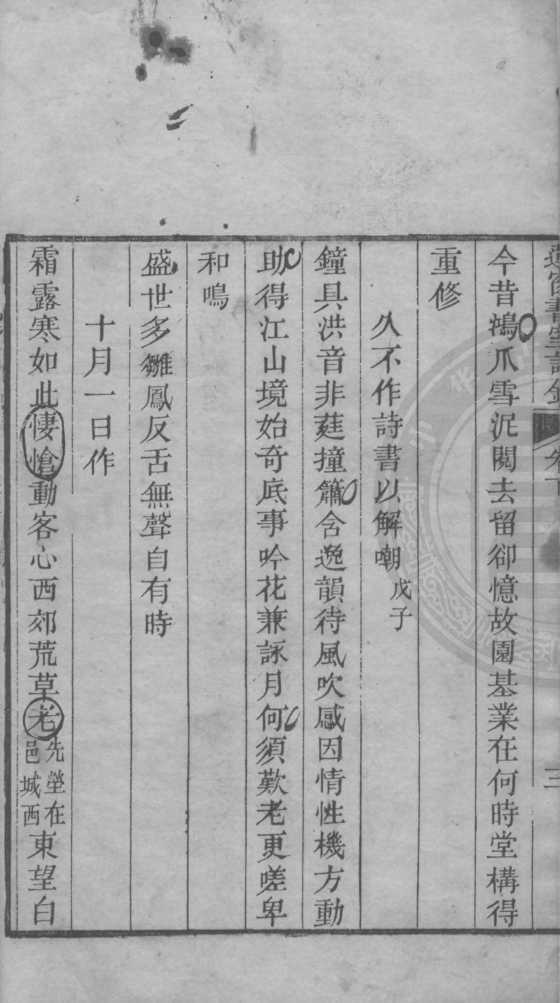 今昔鴻爪雪泥閱去留卻憶故園基業在何時堂構得
重修
久不作詩書以解嘲戊子
鐘具洪音非莛撞簫含逸韻待風吹感因情性機方動
助得江山境始奇底事吟花兼詠月何須歎老更嗟卑
和鳴
盛世多雛鳳反舌無聲自有時
十月一日作
霜露寒如此悽愴動客心西郊荒草老先塋在邑城西東望白